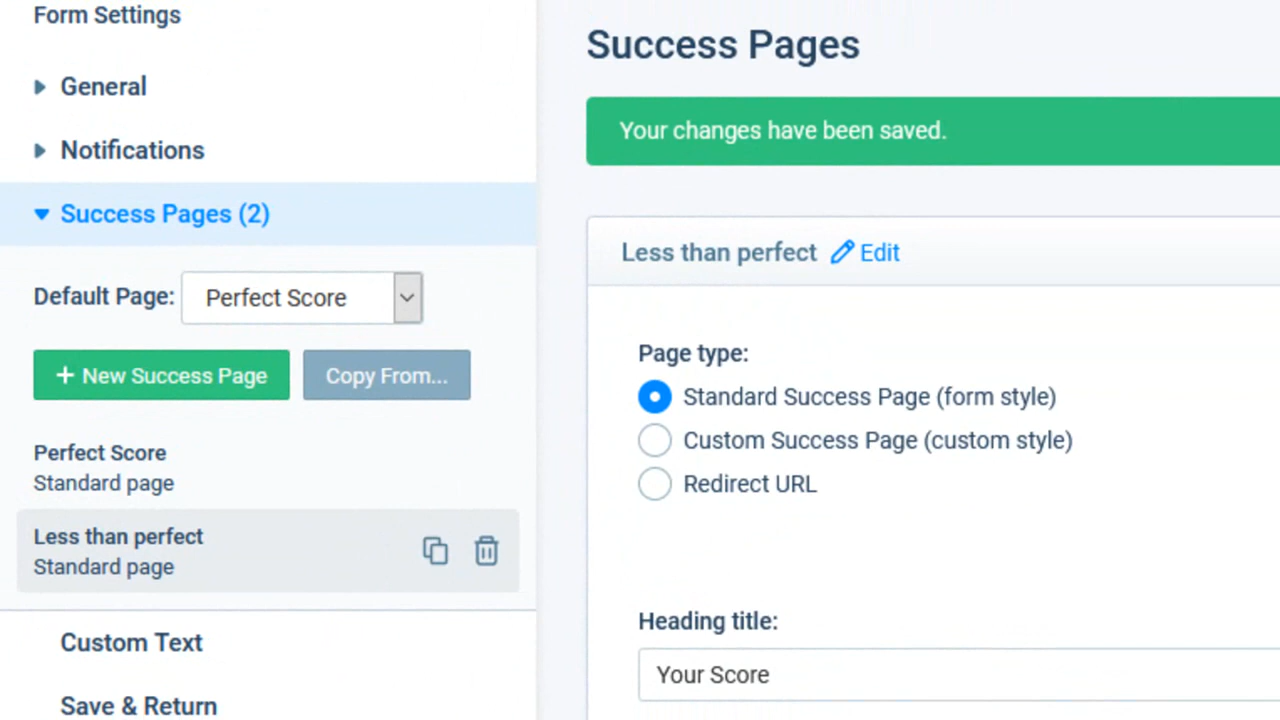 Form Settings
General
Notifications
Success Pages (2)
Default Page: Perfect Score
+ New Success Page Copy From...
Perfect Score
Standard page
Less than perfect
Standard page
Custom Text
Save & Return
Success Pages
Your changes have been saved.
Less than perfect Edit
Page type:
Standard Success Page (form style)
Custom Success Page (custom style)
Redirect URL
Heading title:
Your Score